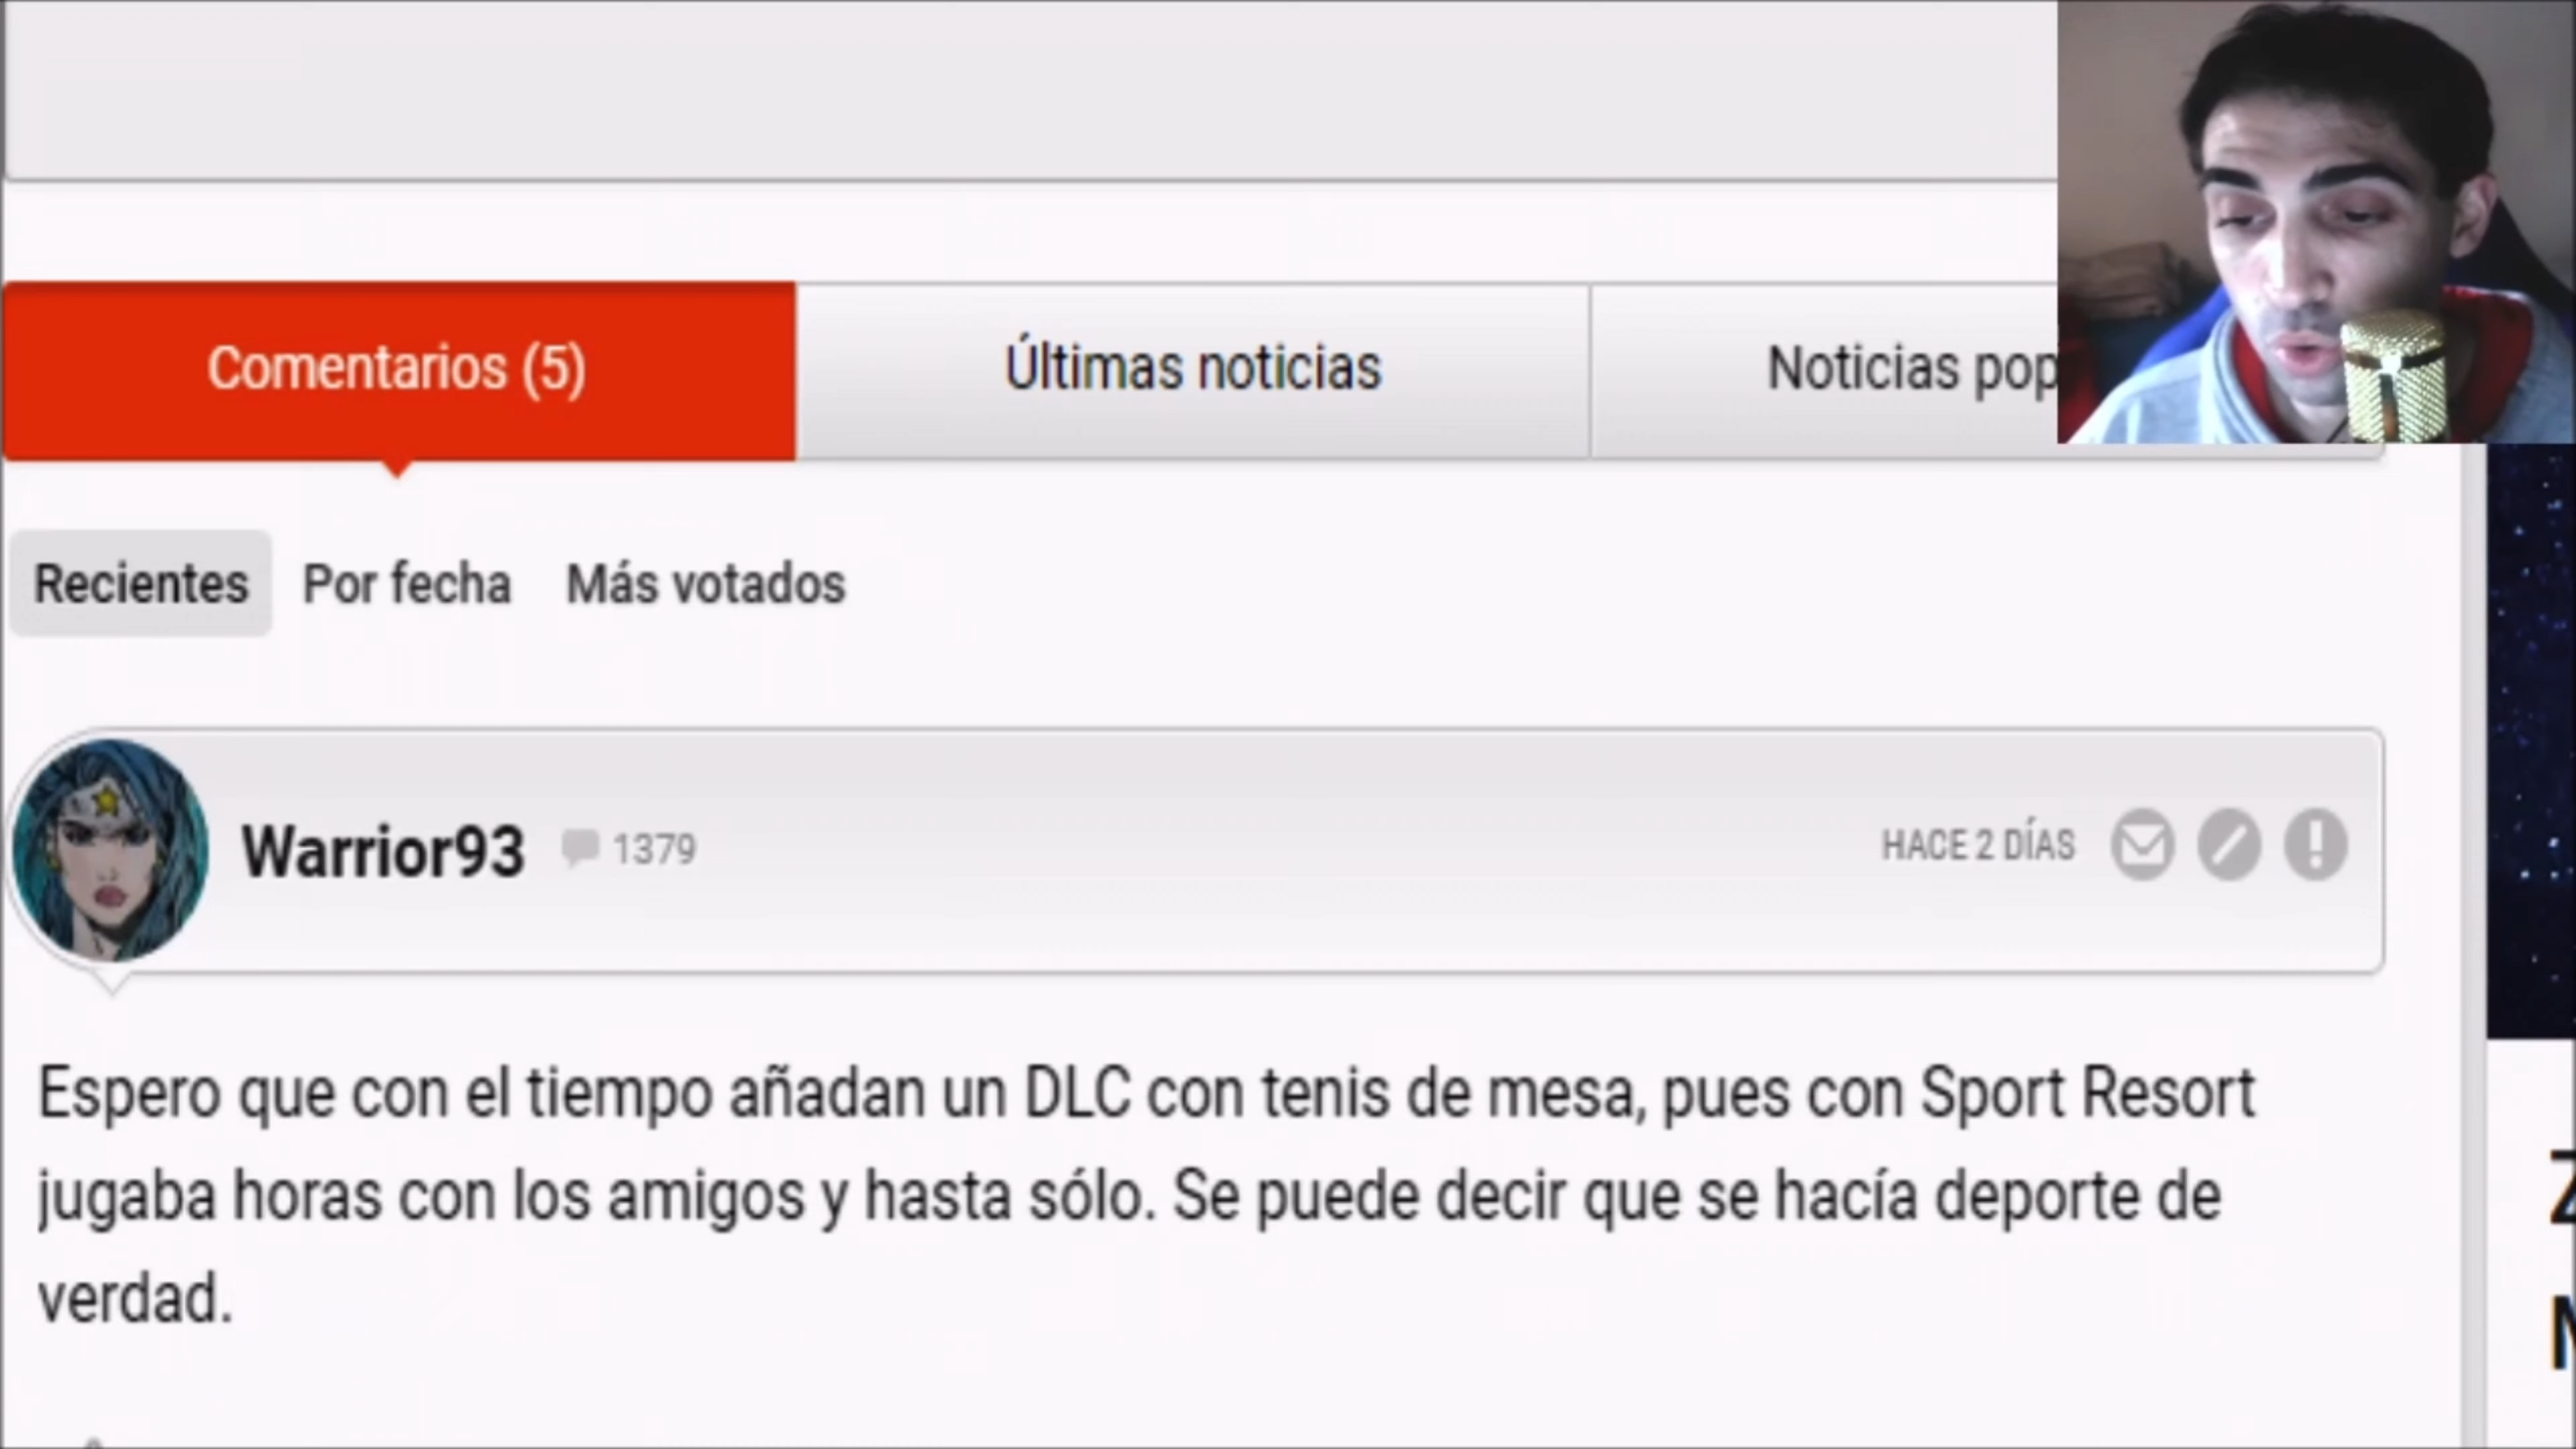 Comentarios (5)
Últimas noticias
Noticias pop
Recientes
Por fecha
Más votados
Warrior93
1379
HACE 2 DÍAS
Espero que con el tiempo añadan un DLC con tenis de mesa, pues con Sport Resort
jugaba horas con los amigos y hasta sólo. Se puede decir que se hacía deporte de
verdad.